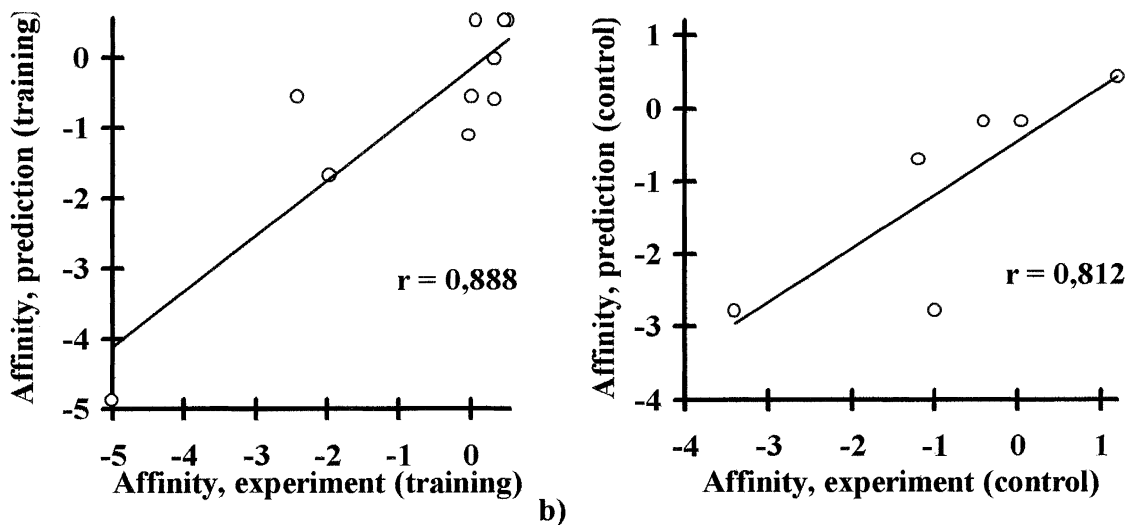 Affinity, prediction (training)
0
-1
-2
-3
-4
-5
r = 0,888
-5 -4 -3 -2 -1 0
Affinity, experiment (training)
Affinity, prediction (control)
1
0
-1
-2
-3
-4
r = 0,812
-4 -3 -2 -1 0 1
Affinity, experiment (control)
b)